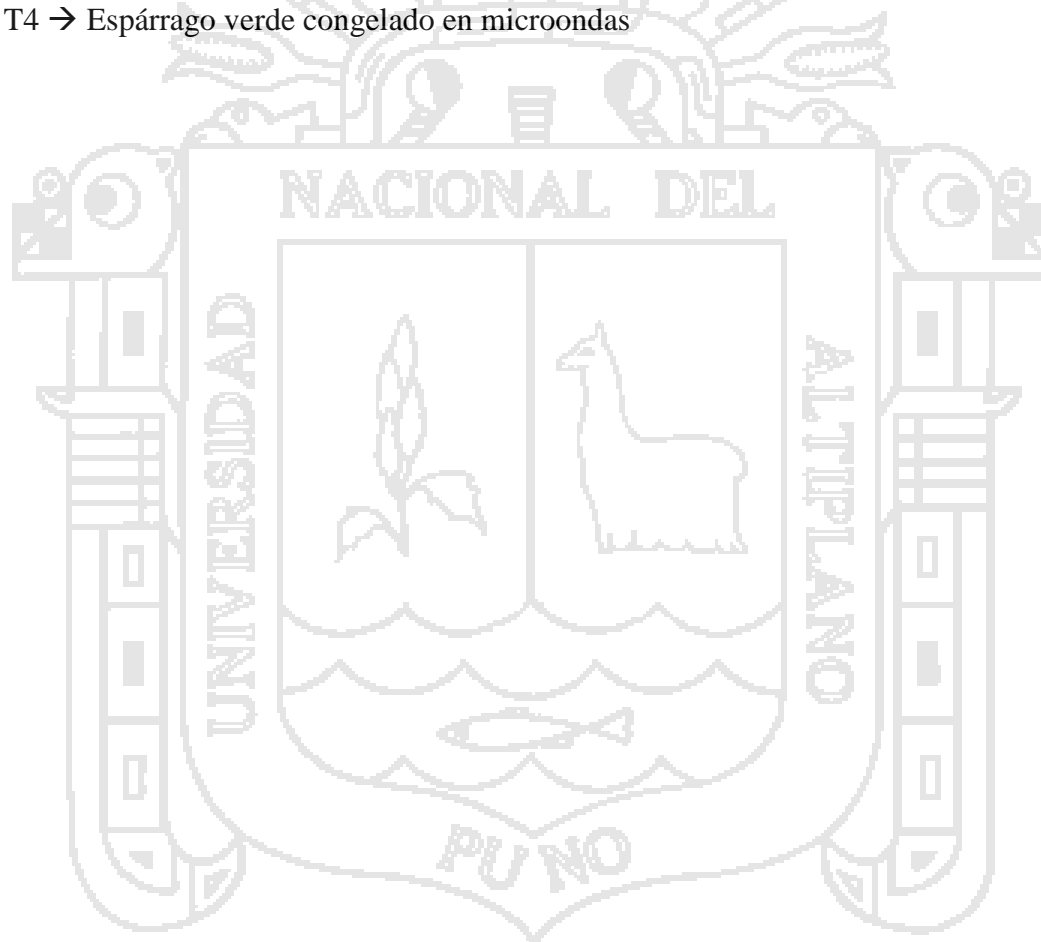 T4 → Espárrago verde congelado en microondas
NACIONAL DEL
UNIVERSIDAD
ALTIPLANO
PUNO